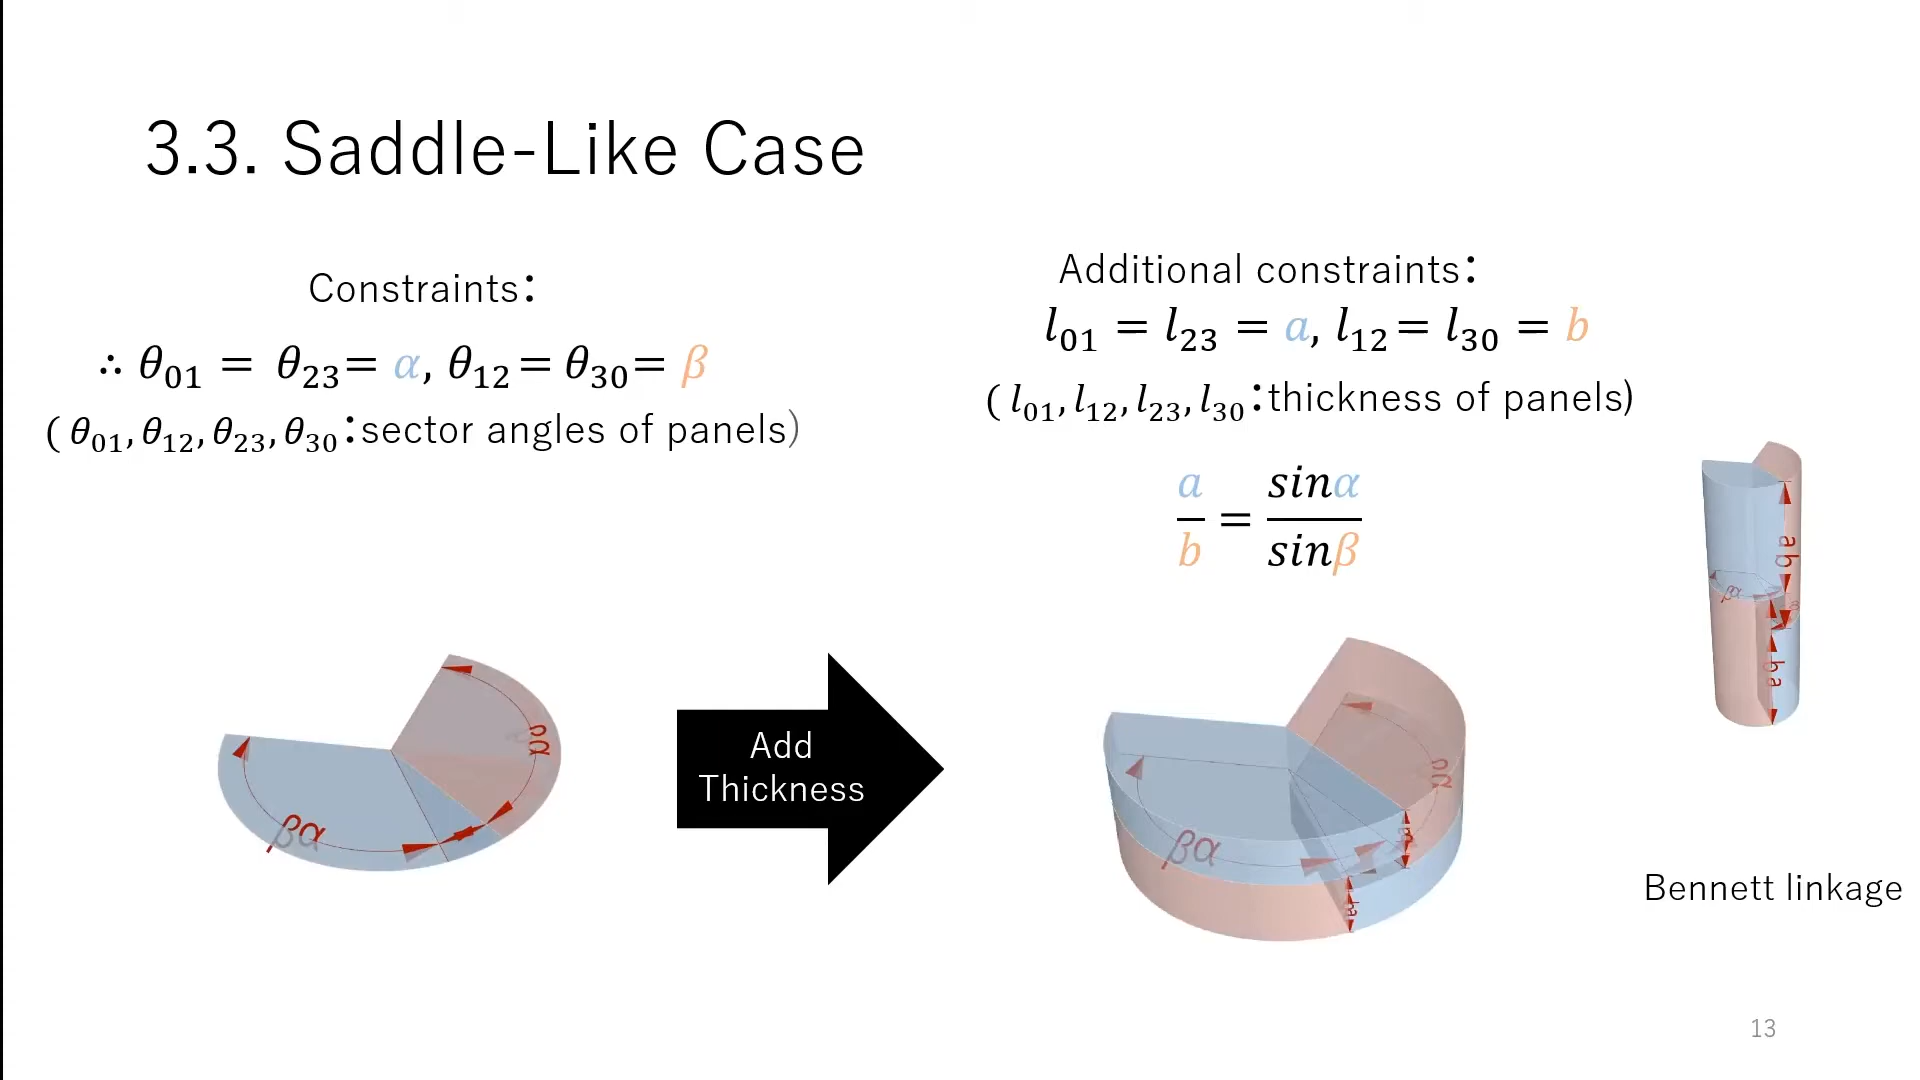 3.3. Saddle-Like Case
Constraints：
∴ θ₀₁ = θ₂₃= α, θ₁₂ = θ₃₀= β
( θ₀₁, θ₁₂, θ₂₃, θ₃₀：sector angles of panels)
Additional constraints：
l₀₁ = l₂₃ = a, l₁₂ = l₃₀ = b
( l₀₁, l₁₂, l₂₃, l₃₀：thickness of panels)
a/b = sinα/sinβ
βα
Add
Thickness
βα
a b
βα
b a
Bennett linkage
13